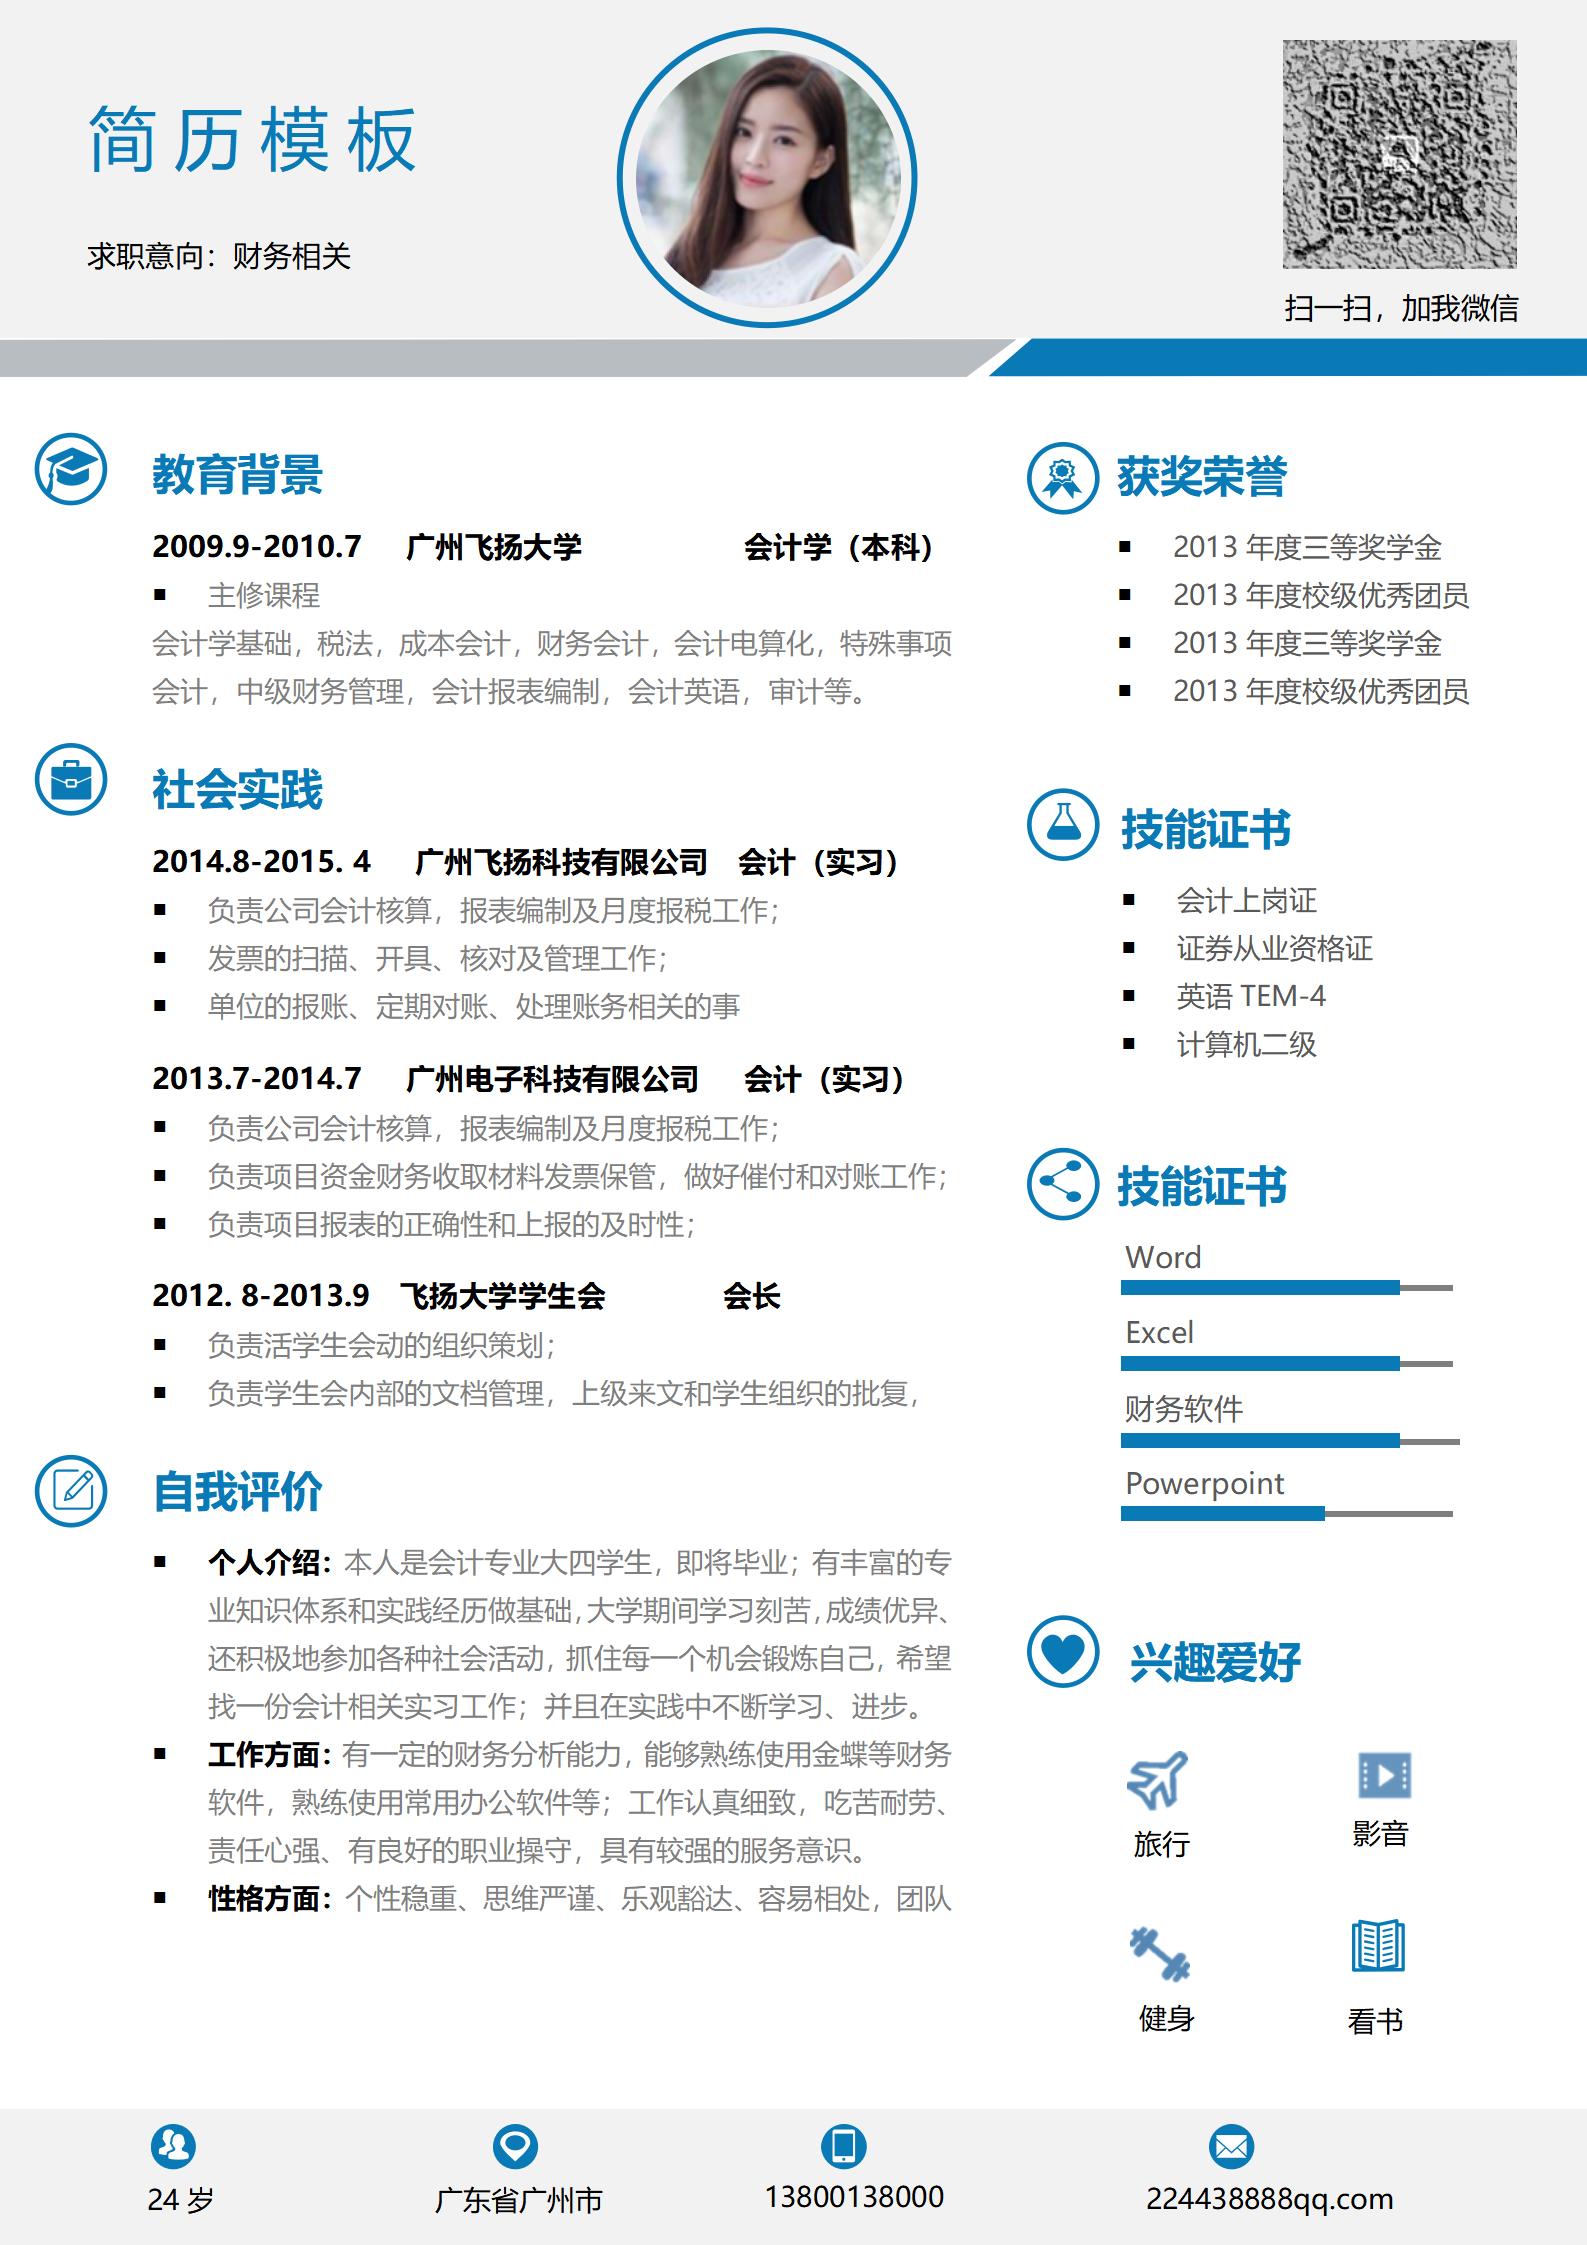 简历模板
求职意向：财务相关
扫一扫，加我微信
教育背景
2009.9-2010.7 广州飞扬大学 会计学（本科）
■ 主修课程
会计学基础，税法，成本会计，财务会计，会计电算化，特殊事项
会计，中级财务管理，会计报表编制，会计英语，审计等。
社会实践
2014.8-2015. 4 广州飞扬科技有限公司 会计（实习）
■ 负责公司会计核算，报表编制及月度报税工作；
■ 发票的扫描、开具、核对及管理工作；
■ 单位的报账、定期对账、处理账务相关的事
2013.7-2014.7 广州电子科技有限公司 会计（实习）
■ 负责公司会计核算，报表编制及月度报税工作；
■ 负责项目资金财务收取材料发票保管，做好催付和对账工作；
■ 负责项目报表的正确性和上报的及时性；
2012. 8-2013.9 飞扬大学学生会 会长
■ 负责活学生会动的组织策划；
■ 负责学生会内部的文档管理，上级来文和学生组织的批复，
自我评价
■ 个人介绍：本人是会计专业大四学生，即将毕业；有丰富的专
业知识体系和实践经历做基础，大学期间学习刻苦，成绩优异、
还积极地参加各种社会活动，抓住每一个机会锻炼自己，希望
找一份会计相关实习工作；并且在实践中不断学习、进步。
■ 工作方面：有一定的财务分析能力，能够熟练使用金蝶等财务
软件，熟练使用常用办公软件等；工作认真细致，吃苦耐劳、
责任心强、有良好的职业操守，具有较强的服务意识。
■ 性格方面：个性稳重、思维严谨、乐观豁达、容易相处，团队
获奖荣誉
■ 2013 年度三等奖学金
■ 2013 年度校级优秀团员
■ 2013 年度三等奖学金
■ 2013 年度校级优秀团员
技能证书
■ 会计上岗证
■ 证券从业资格证
■ 英语 TEM-4
■ 计算机二级
技能证书
Word
Excel
财务软件
Powerpoint
兴趣爱好
旅行
影音
健身
看书
24 岁
广东省广州市
13800138000
224438888qq.com